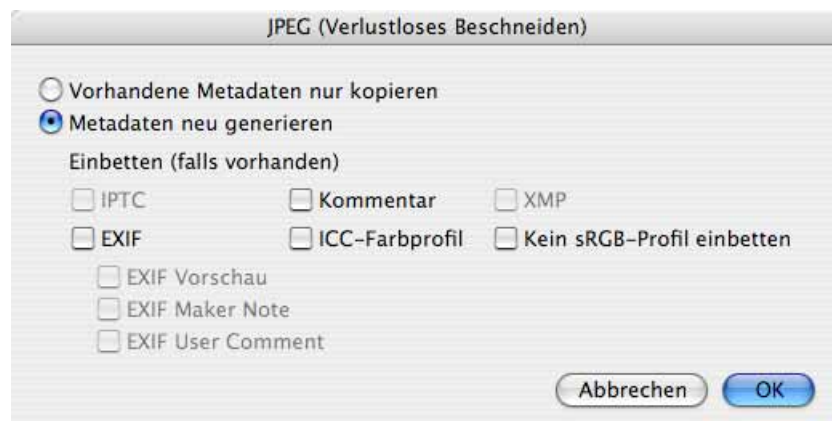 JPEG (Verlustloses Beschneiden)
Vorhandene Metadaten nur kopieren
Metadaten neu generieren
Einbetten (falls vorhanden)
IPTC Kommentar XMP
EXIF ICC-Farbprofil Kein sRGB-Profil einbetten
EXIF Vorschau
EXIF Maker Note
EXIF User Comment
Abbrechen OK